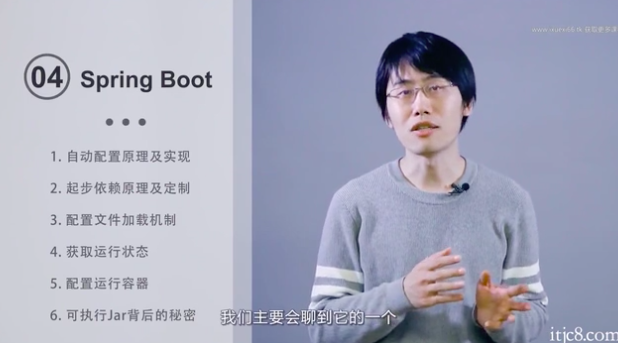 04 Spring Boot
1. 自动配置原理及实现
2. 起步依赖原理及定制
3. 配置文件加载机制
4. 获取运行状态
5. 配置运行容器
6. 可执行Jar背后的秘密
我们主要会聊到它的一个
itjc8.com